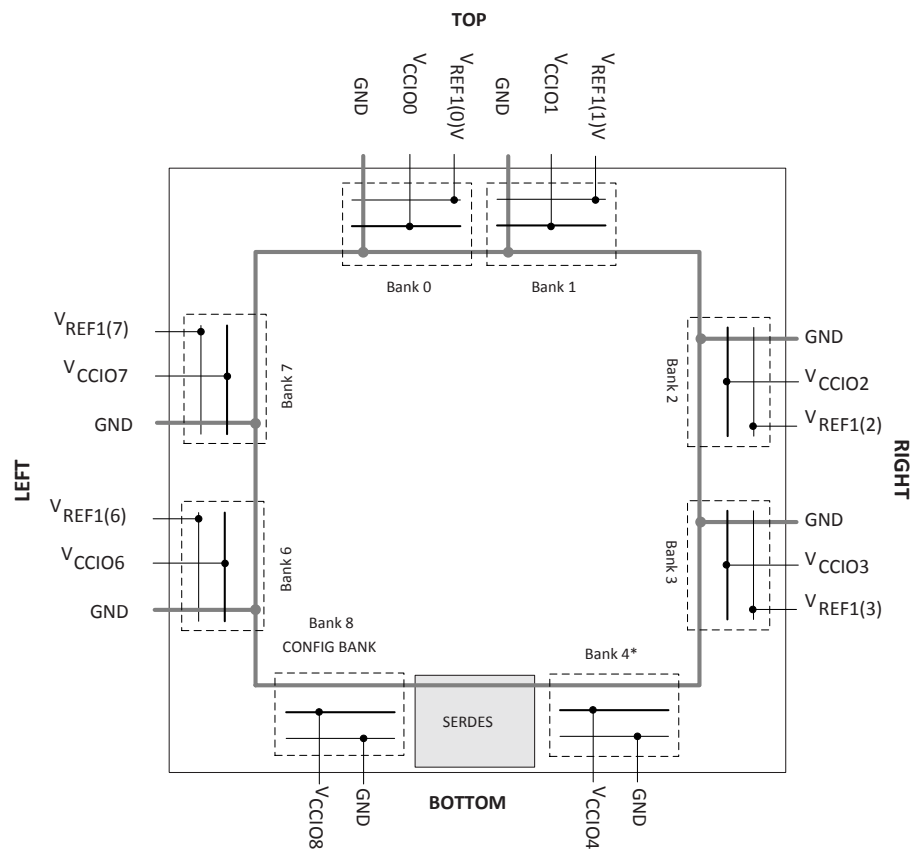 TOP
GND
VCCIO0
VREF1(0)V
GND
VCCIO1
VREF1(1)V
Bank 0
Bank 1
LEFT
VREF1(7)
VCCIO7
GND
Bank 7
VREF1(6)
VCCIO6
GND
Bank 6
Bank 2
GND
VCCIO2
VREF1(2)
RIGHT
Bank 3
GND
VCCIO3
VREF1(3)
Bank 8
CONFIG BANK
Bank 4*
SERDES
VCCIO8
GND
BOTTOM
VCCIO4
GND